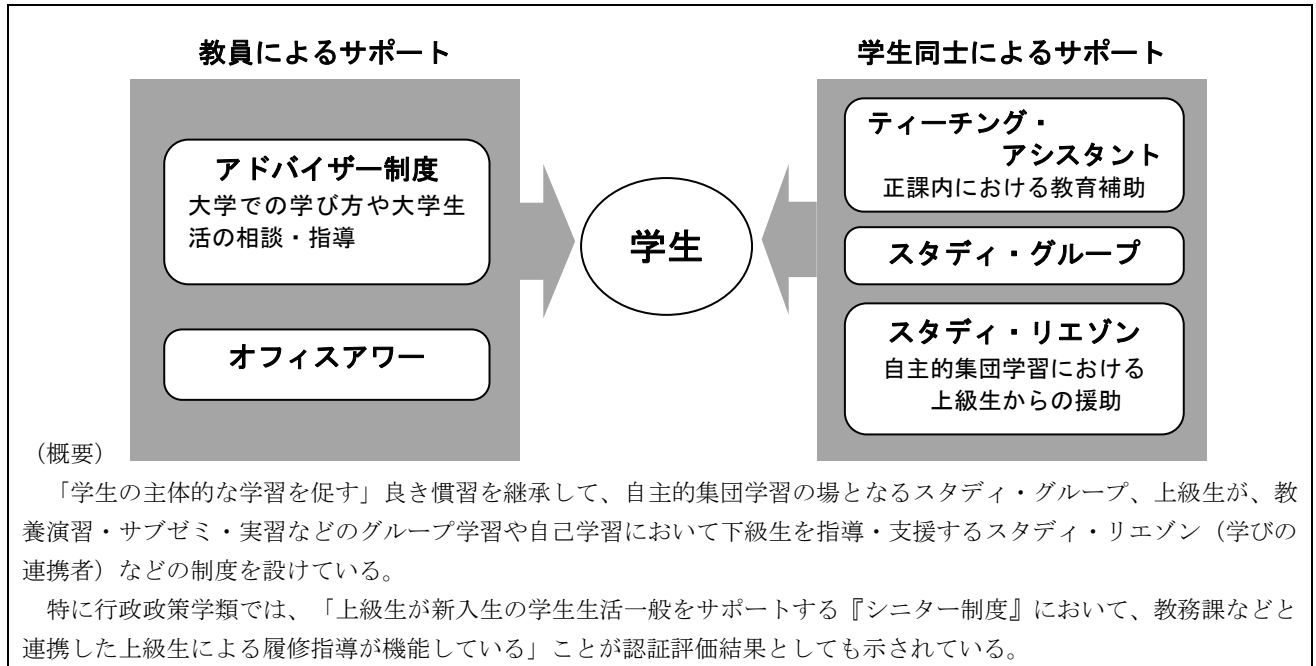 教員によるサポート
アドバイザー制度
大学での学び方や大学生
活の相談・指導
オフィスアワー
学生
学生同士によるサポート
ティーチング・
アシスタント
正課内における教育補助
スタディ・グループ
スタディ・リエゾン
自主的集団学習における
上級生からの援助
（概要）
「学生の主体的な学習を促す」良き慣習を継承して、自主的集団学習の場となるスタディ・グループ、上級生が、教
養演習・サブゼミ・実習などのグループ学習や自己学習において下級生を指導・支援するスタディ・リエゾン（学びの
連携者）などの制度を設けている。
特に行政政策学類では、「上級生が新入生の学生生活一般をサポートする『シニター制度』において、教務課などと
連携した上級生による履修指導が機能している」ことが認証評価結果としても示されている。